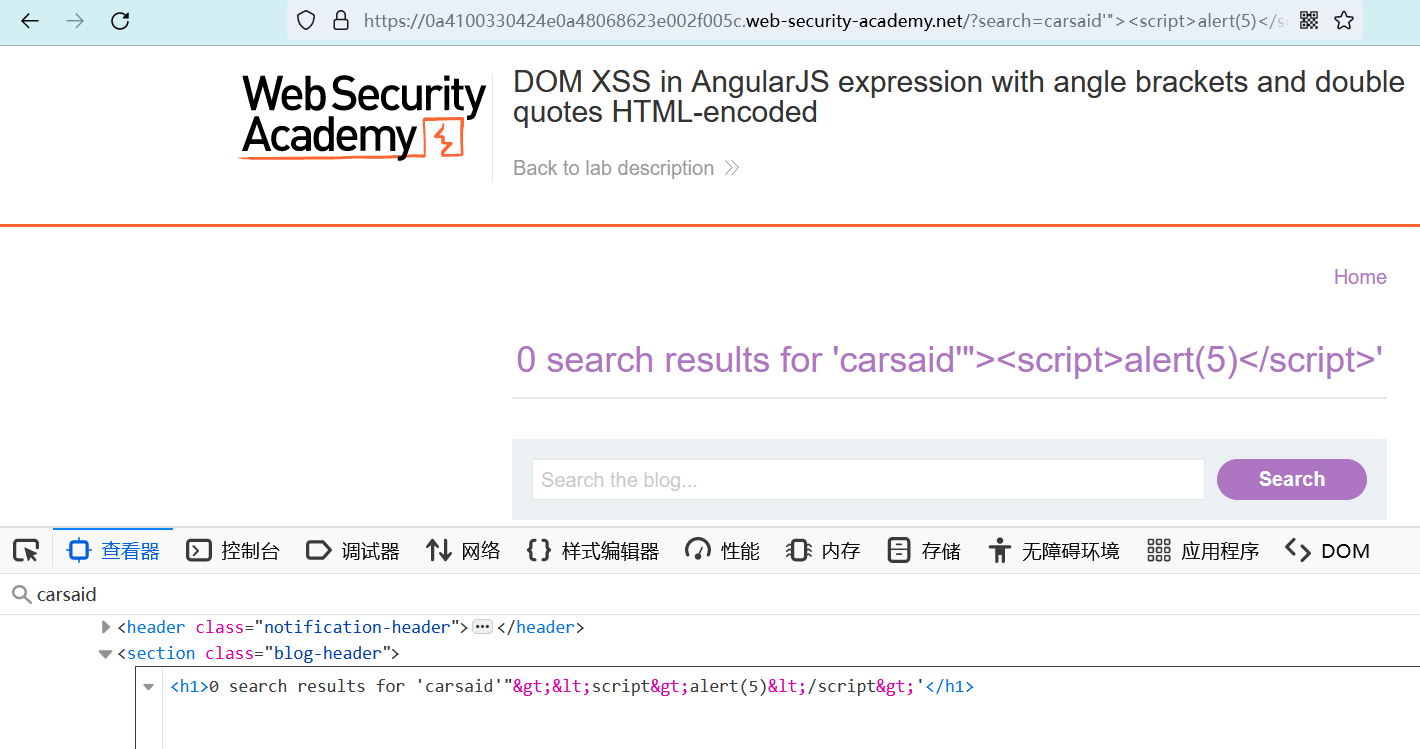 https://0a4100330424e0a48068623e002f005c.web-security-academy.net/?search=carsaid'"><script>alert(5)</s
Web Security
Academy
DOM XSS in AngularJS expression with angle brackets and double
quotes HTML-encoded
Back to lab description
Home
0 search results for 'carsaid'"><script>alert(5)</script>'
Search the blog...
Search
查看器 控制台 调试器 网络 样式编辑器 性能 内存 存储 无障碍环境 应用程序 DOM
carsaid
<header class="notification-header">···</header>
<section class="blog-header">
<h1>0 search results for 'carsaid'"&gt;&lt;script&gt;alert(5)&lt;/script&gt;'</h1>